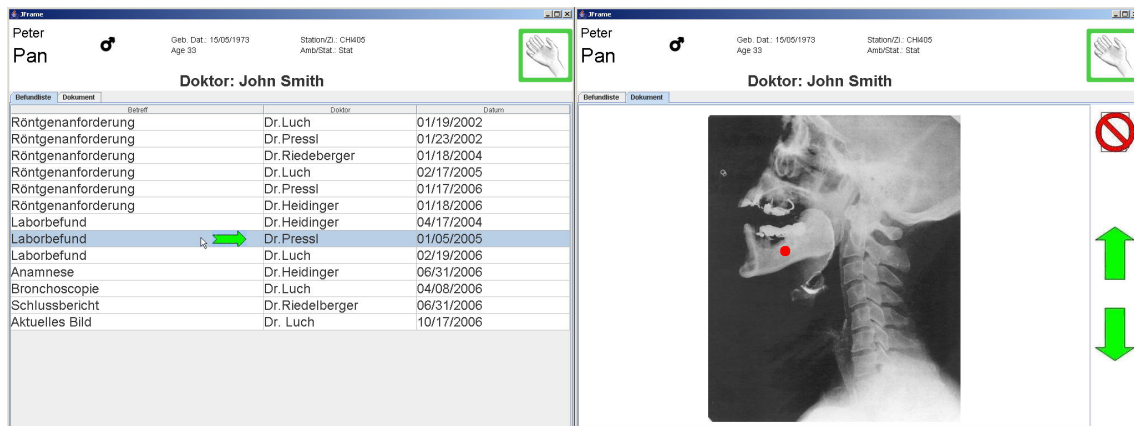 JFrame
Peter
Pan
Geb. Dat.: 15/05/1973
Age 33
Station/Zi.: CHI405
Amb/Stat.: Stat
Doktor: John Smith
Befundliste Dokument
Betreff Doktor Datum
Röntgenanforderung Dr.Luch 01/19/2002
Röntgenanforderung Dr.Pressl 01/23/2002
Röntgenanforderung Dr.Riedeberger 01/18/2004
Röntgenanforderung Dr.Luch 02/17/2005
Röntgenanforderung Dr.Pressl 01/17/2006
Röntgenanforderung Dr.Heidinger 01/18/2006
Laborbefund Dr.Heidinger 04/17/2004
Laborbefund Dr.Pressl 01/05/2005
Laborbefund Dr.Luch 02/19/2006
Anamnese Dr.Heidinger 06/31/2006
Bronchoscopie Dr.Luch 04/08/2006
Schlussbericht Dr.Riedelberger 06/31/2006
Aktuelles Bild Dr. Luch 10/17/2006
JFrame
Peter
Pan
Geb. Dat.: 15/05/1973
Age 33
Station/Zi.: CHI405
Amb/Stat.: Stat
Doktor: John Smith
Befundliste Dokument